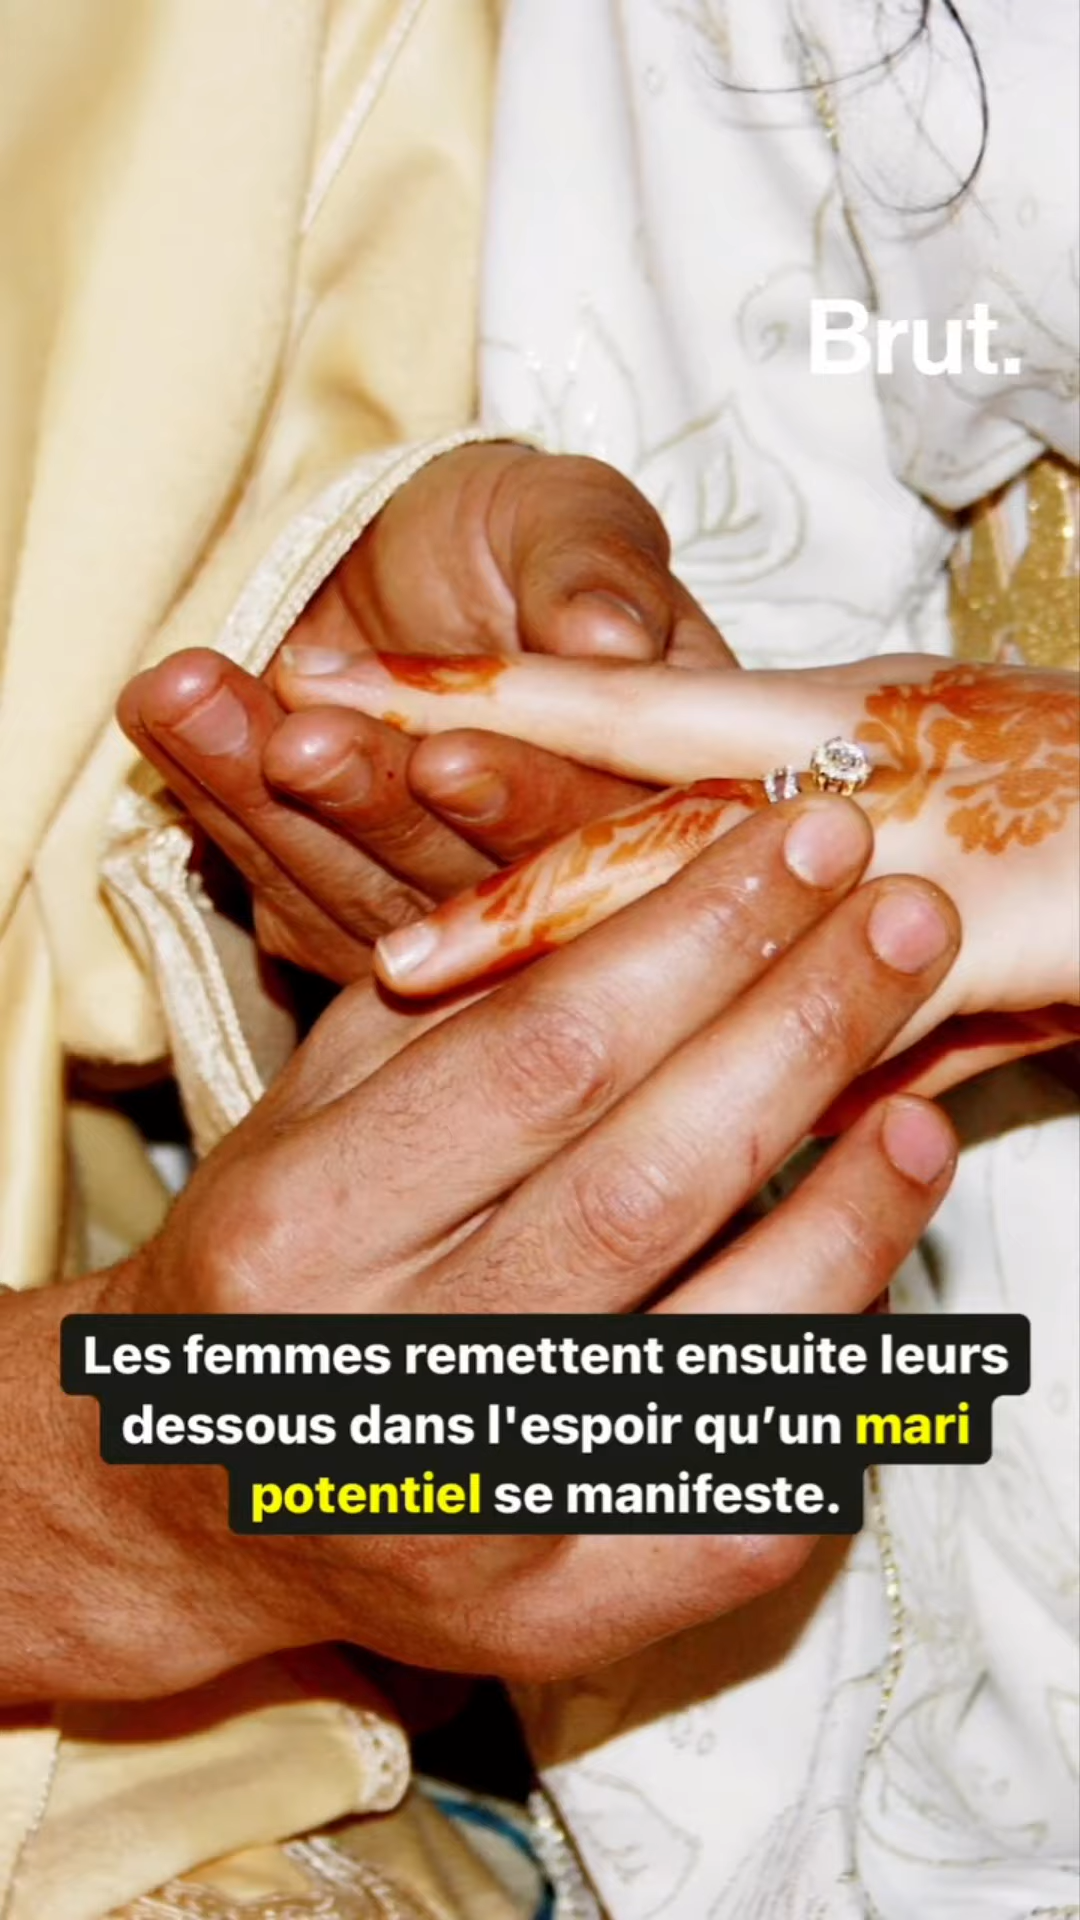 Brut.
Les femmes remettent ensuite leurs
dessous dans l'espoir qu’un mari
potentiel se manifeste.